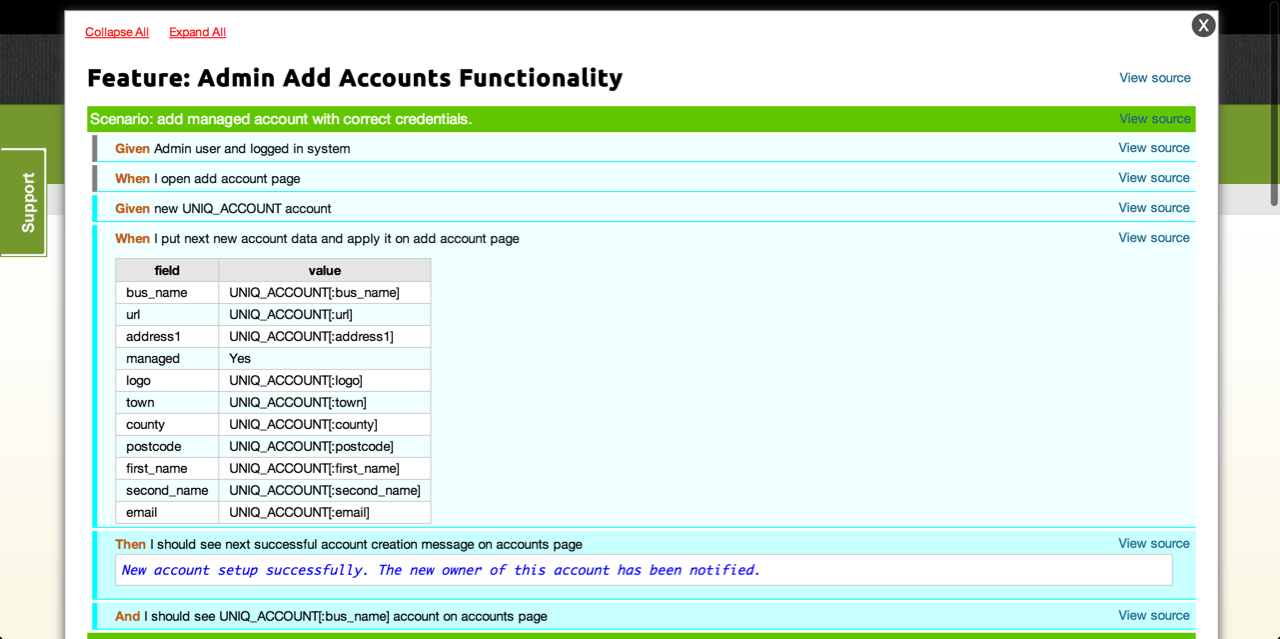 Collapse All Expand All
X
Feature: Admin Add Accounts Functionality View source
Scenario: add managed account with correct credentials. View source
Given Admin user and logged in system View source
When I open add account page View source
Given new UNIQ_ACCOUNT account View source
When I put next new account data and apply it on add account page View source
field value
bus_name UNIQ_ACCOUNT[:bus_name]
url UNIQ_ACCOUNT[:url]
address1 UNIQ_ACCOUNT[:address1]
managed Yes
logo UNIQ_ACCOUNT[:logo]
town UNIQ_ACCOUNT[:town]
county UNIQ_ACCOUNT[:county]
postcode UNIQ_ACCOUNT[:postcode]
first_name UNIQ_ACCOUNT[:first_name]
second_name UNIQ_ACCOUNT[:second_name]
email UNIQ_ACCOUNT[:email]
Then I should see next successful account creation message on accounts page View source
New account setup successfully. The new owner of this account has been notified.
And I should see UNIQ_ACCOUNT[:bus_name] account on accounts page View source
Support